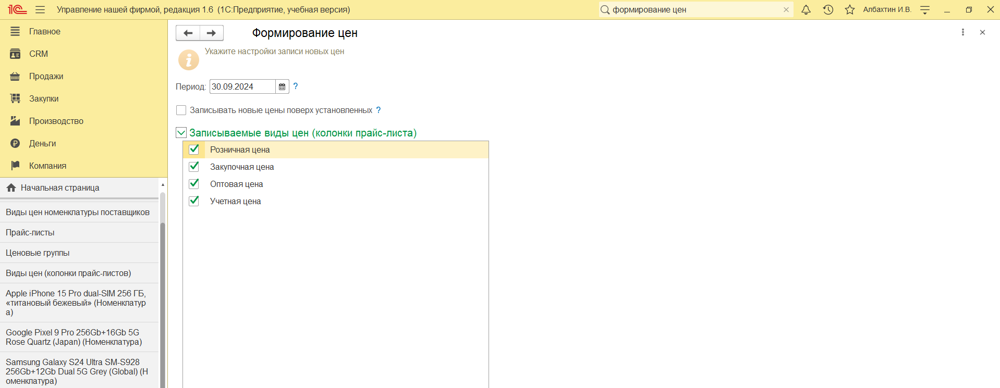 1С Управление нашей фирмой, редакция 1.6 (1С:Предприятие, учебная версия)
формирование цен
Албахтин И.В.
Главное
CRM
Продажи
Закупки
Производство
Деньги
Компания
Начальная страница
Виды цен номенклатуры поставщиков
Прайс-листы
Ценовые группы
Виды цен (колонки прайс-листов)
Apple iPhone 15 Pro dual-SIM 256 ГБ,
«титановый бежевый» (Номенклатур
а)
Google Pixel 9 Pro 256Gb+16Gb 5G
Rose Quartz (Japan) (Номенклатура)
Samsung Galaxy S24 Ultra SM-S928
256Gb+12Gb Dual 5G Grey (Global) (Н
оменклатура)
Формирование цен
Укажите настройки записи новых цен
Период: 30.09.2024 ?
Записывать новые цены поверх установленных ?
Записываемые виды цен (колонки прайс-листа)
Розничная цена
Закупочная цена
Оптовая цена
Учетная цена